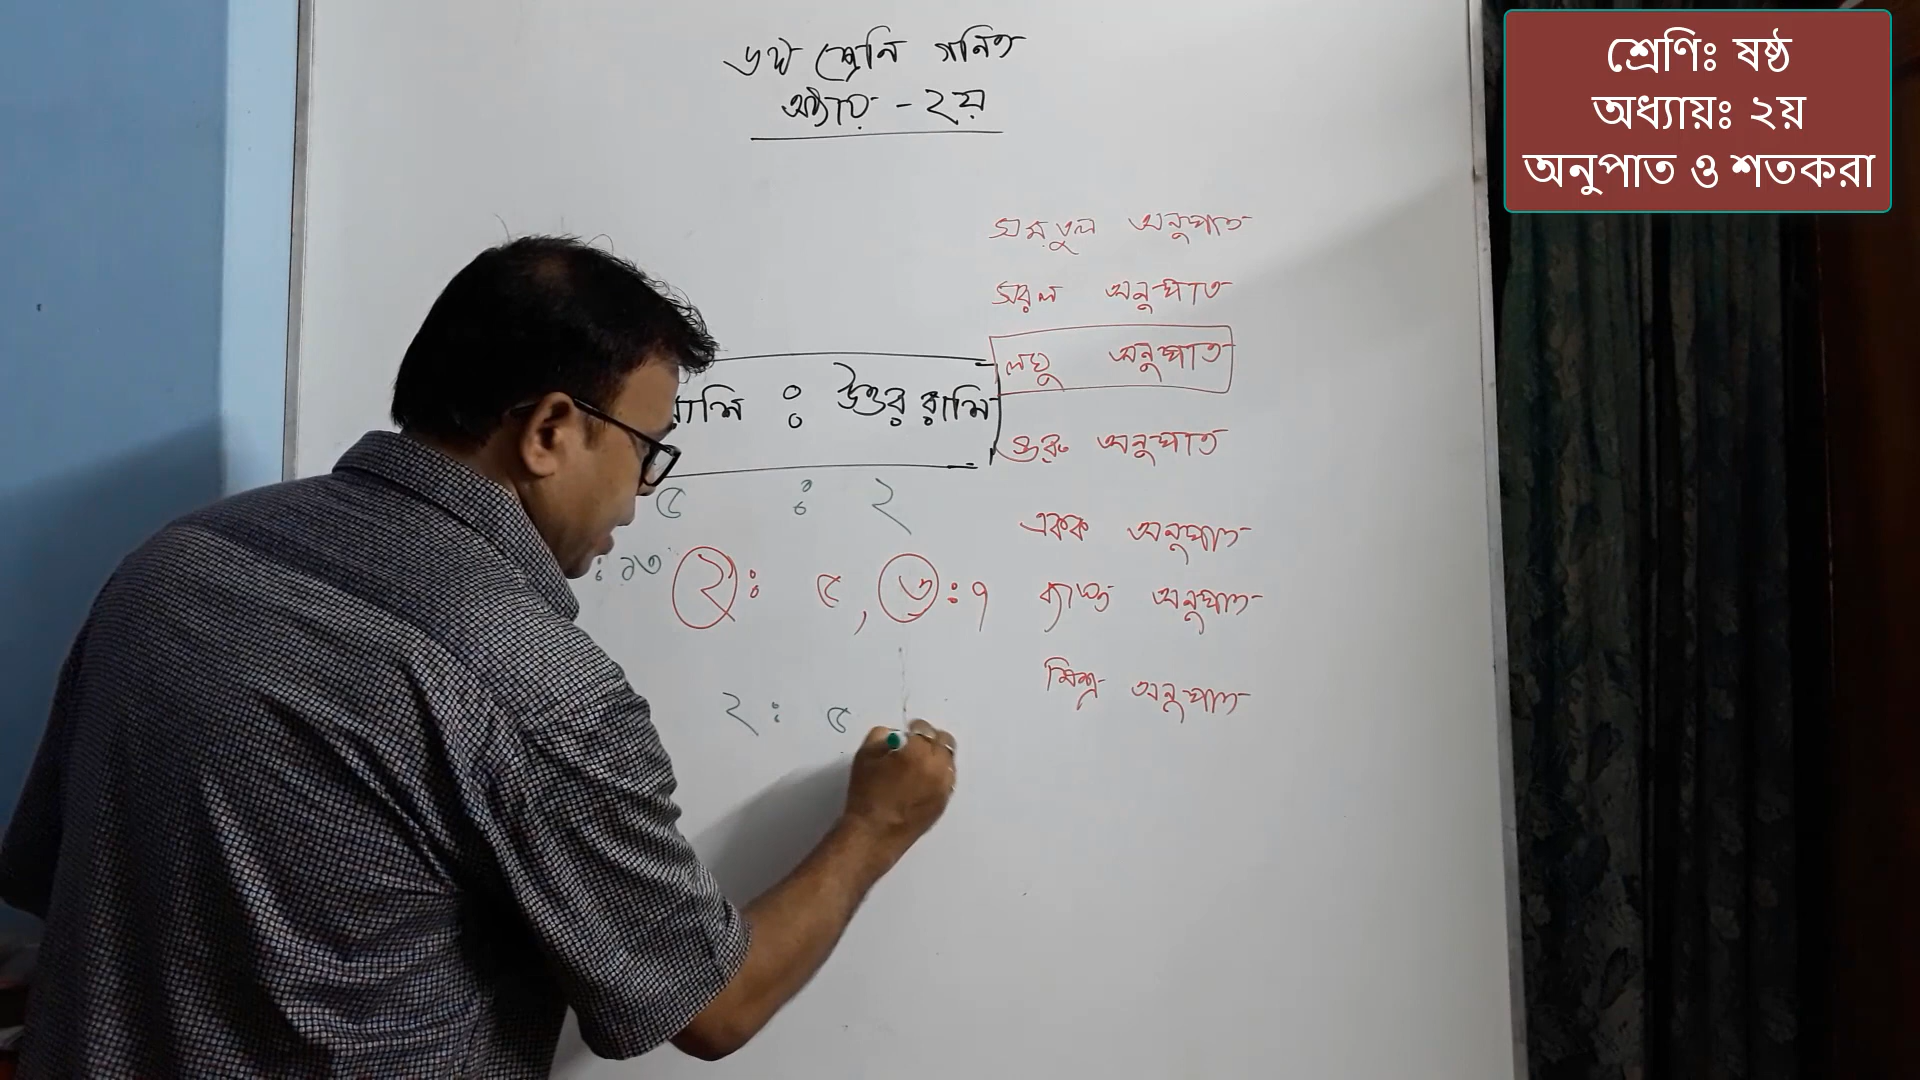 ৬ষ্ঠ শ্রেনি গনিত
অধ্যায় - ২য়
শ্রেণিঃ ষষ্ঠ
অধ্যায়ঃ ২য়
অনুপাত ও শতকরা
সমতুল অনুপাত
সরল অনুপাত
লঘু অনুপাত
রাশি : উত্তর রাশি
গুরু অনুপাত
৫ : ২
একক অনুপাত
: ১৩
২ : ৫, ৩ : ৭
ব্যাস্ত অনুপাত
মিশ্র অনুপাত
২ : ৫